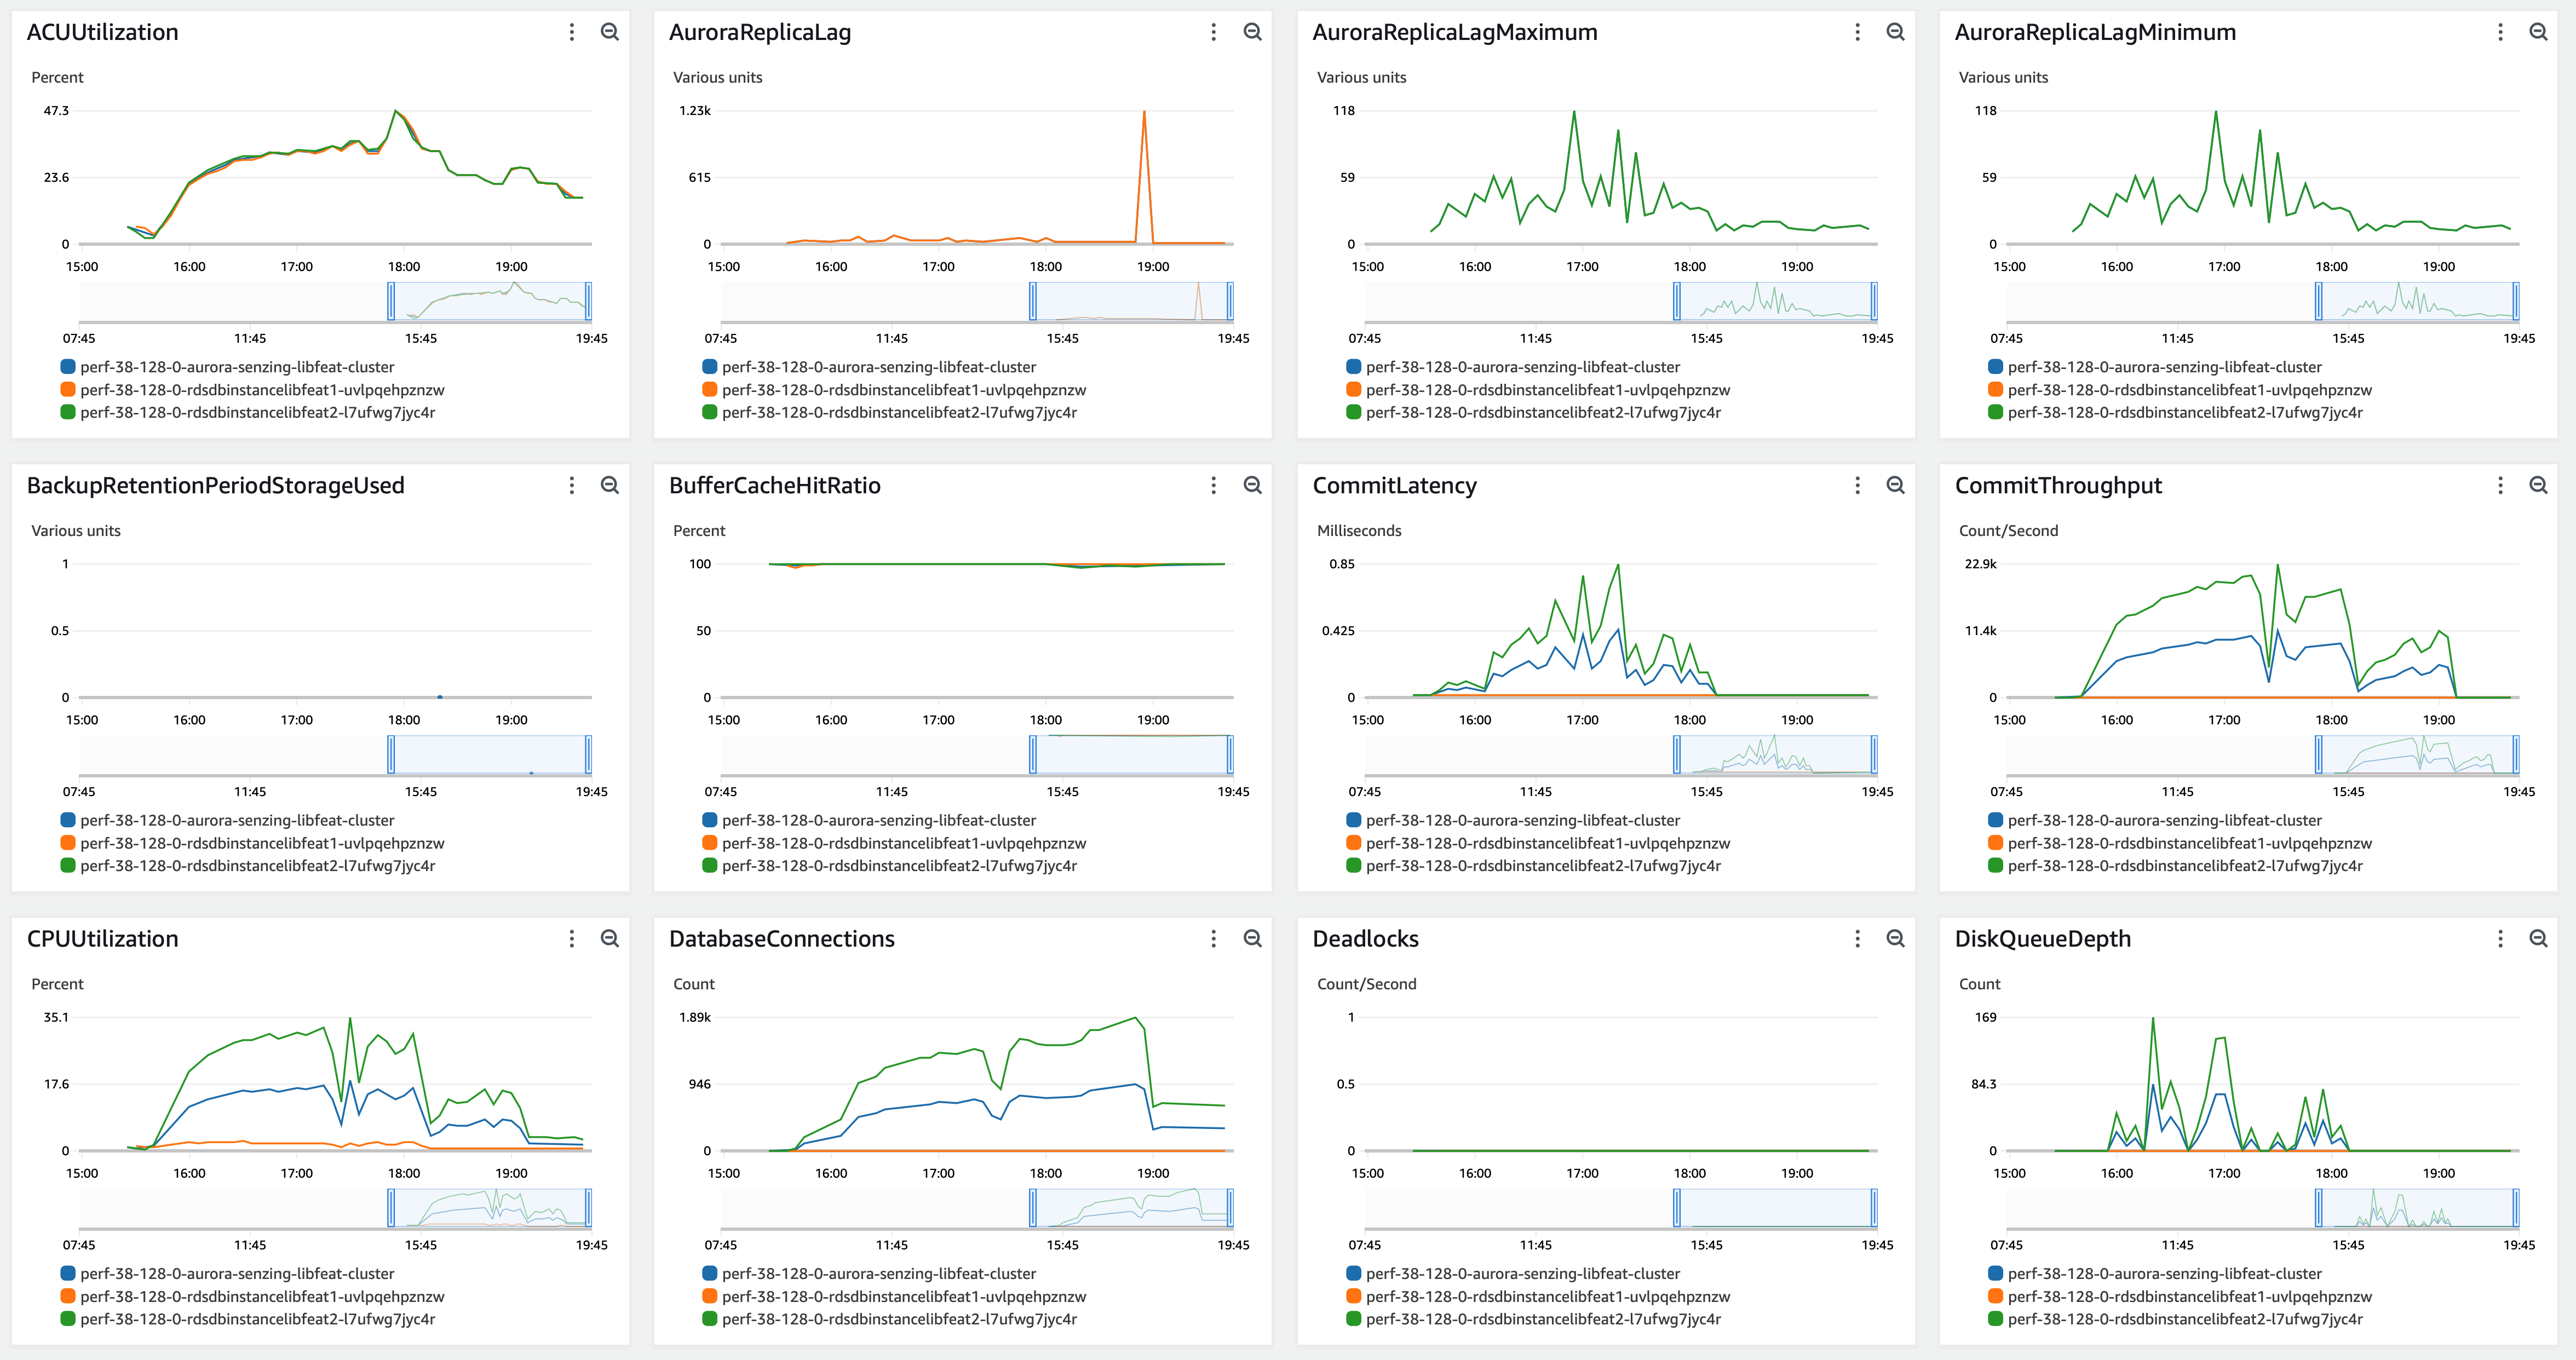 ACUUtilization
Percent
47.3
23.6
0
15:00 16:00 17:00 18:00 19:00
07:45 11:45 15:45 19:45
perf-38-128-0-aurora-senzing-libfeat-cluster
perf-38-128-0-rdsdbinstancelibfeat1-uvlpqehpznzw
perf-38-128-0-rdsdbinstancelibfeat2-l7ufwg7jyc4r
AuroraReplicaLag
Various units
1.23k
615
0
15:00 16:00 17:00 18:00 19:00
07:45 11:45 15:45 19:45
perf-38-128-0-aurora-senzing-libfeat-cluster
perf-38-128-0-rdsdbinstancelibfeat1-uvlpqehpznzw
perf-38-128-0-rdsdbinstancelibfeat2-l7ufwg7jyc4r
AuroraReplicaLagMaximum
Various units
118
59
0
15:00 16:00 17:00 18:00 19:00
07:45 11:45 15:45 19:45
perf-38-128-0-aurora-senzing-libfeat-cluster
perf-38-128-0-rdsdbinstancelibfeat1-uvlpqehpznzw
perf-38-128-0-rdsdbinstancelibfeat2-l7ufwg7jyc4r
AuroraReplicaLagMinimum
Various units
118
59
0
15:00 16:00 17:00 18:00 19:00
07:45 11:45 15:45 19:45
perf-38-128-0-aurora-senzing-libfeat-cluster
perf-38-128-0-rdsdbinstancelibfeat1-uvlpqehpznzw
perf-38-128-0-rdsdbinstancelibfeat2-l7ufwg7jyc4r
BackupRetentionPeriodStorageUsed
Various units
1
0.5
0
15:00 16:00 17:00 18:00 19:00
07:45 11:45 15:45 19:45
perf-38-128-0-aurora-senzing-libfeat-cluster
perf-38-128-0-rdsdbinstancelibfeat1-uvlpqehpznzw
perf-38-128-0-rdsdbinstancelibfeat2-l7ufwg7jyc4r
BufferCacheHitRatio
Percent
100
50
0
15:00 16:00 17:00 18:00 19:00
07:45 11:45 15:45 19:45
perf-38-128-0-aurora-senzing-libfeat-cluster
perf-38-128-0-rdsdbinstancelibfeat1-uvlpqehpznzw
perf-38-128-0-rdsdbinstancelibfeat2-l7ufwg7jyc4r
CommitLatency
Milliseconds
0.85
0.425
0
15:00 16:00 17:00 18:00 19:00
07:45 11:45 15:45 19:45
perf-38-128-0-aurora-senzing-libfeat-cluster
perf-38-128-0-rdsdbinstancelibfeat1-uvlpqehpznzw
perf-38-128-0-rdsdbinstancelibfeat2-l7ufwg7jyc4r
CommitThroughput
Count/Second
22.9k
11.4k
0
15:00 16:00 17:00 18:00 19:00
07:45 11:45 15:45 19:45
perf-38-128-0-aurora-senzing-libfeat-cluster
perf-38-128-0-rdsdbinstancelibfeat1-uvlpqehpznzw
perf-38-128-0-rdsdbinstancelibfeat2-l7ufwg7jyc4r
CPUUtilization
Percent
35.1
17.6
0
15:00 16:00 17:00 18:00 19:00
07:45 11:45 15:45 19:45
perf-38-128-0-aurora-senzing-libfeat-cluster
perf-38-128-0-rdsdbinstancelibfeat1-uvlpqehpznzw
perf-38-128-0-rdsdbinstancelibfeat2-l7ufwg7jyc4r
DatabaseConnections
Count
1.89k
946
0
15:00 16:00 17:00 18:00 19:00
07:45 11:45 15:45 19:45
perf-38-128-0-aurora-senzing-libfeat-cluster
perf-38-128-0-rdsdbinstancelibfeat1-uvlpqehpznzw
perf-38-128-0-rdsdbinstancelibfeat2-l7ufwg7jyc4r
Deadlocks
Count/Second
1
0.5
0
15:00 16:00 17:00 18:00 19:00
07:45 11:45 15:45 19:45
perf-38-128-0-aurora-senzing-libfeat-cluster
perf-38-128-0-rdsdbinstancelibfeat1-uvlpqehpznzw
perf-38-128-0-rdsdbinstancelibfeat2-l7ufwg7jyc4r
DiskQueueDepth
Count
169
84.3
0
15:00 16:00 17:00 18:00 19:00
07:45 11:45 15:45 19:45
perf-38-128-0-aurora-senzing-libfeat-cluster
perf-38-128-0-rdsdbinstancelibfeat1-uvlpqehpznzw
perf-38-128-0-rdsdbinstancelibfeat2-l7ufwg7jyc4r